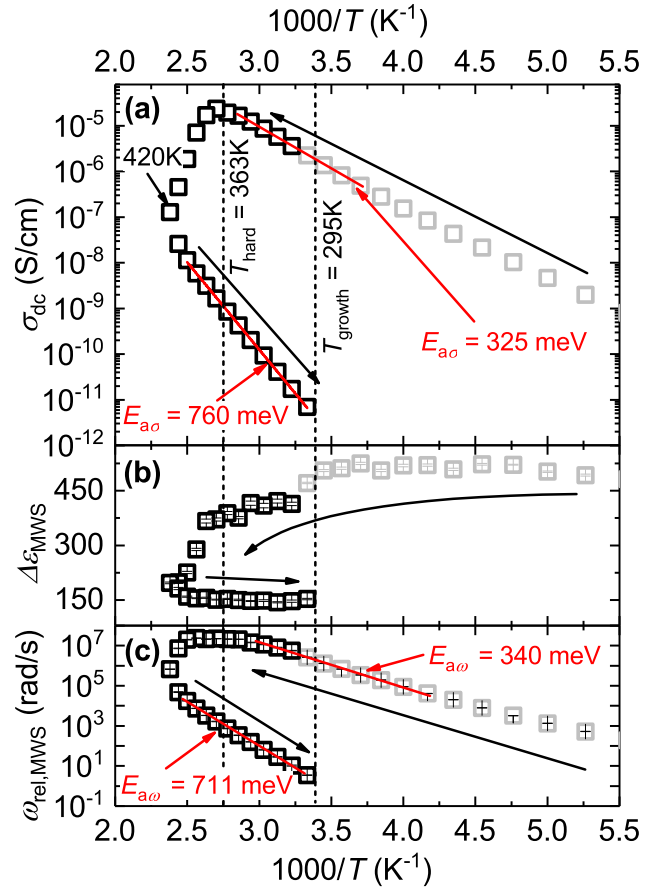 1000/T (K⁻¹)
2.0 2.5 3.0 3.5 4.0 4.5 5.0 5.5
(a)
10⁻⁵
10⁻⁶
10⁻⁷
10⁻⁸
10⁻⁹
10⁻¹⁰
10⁻¹¹
10⁻¹²
σdc (S/cm)
420K
Thard = 363K
Tgrowth = 295K
Eaσ = 325 meV
Eaσ = 760 meV
(b)
450
300
150
ΔεMWS
(c)
10⁷
10⁵
10³
10¹
10⁻¹
ωrel,MWS (rad/s)
Eaω = 340 meV
Eaω = 711 meV
2.0 2.5 3.0 3.5 4.0 4.5 5.0 5.5
1000/T (K⁻¹)